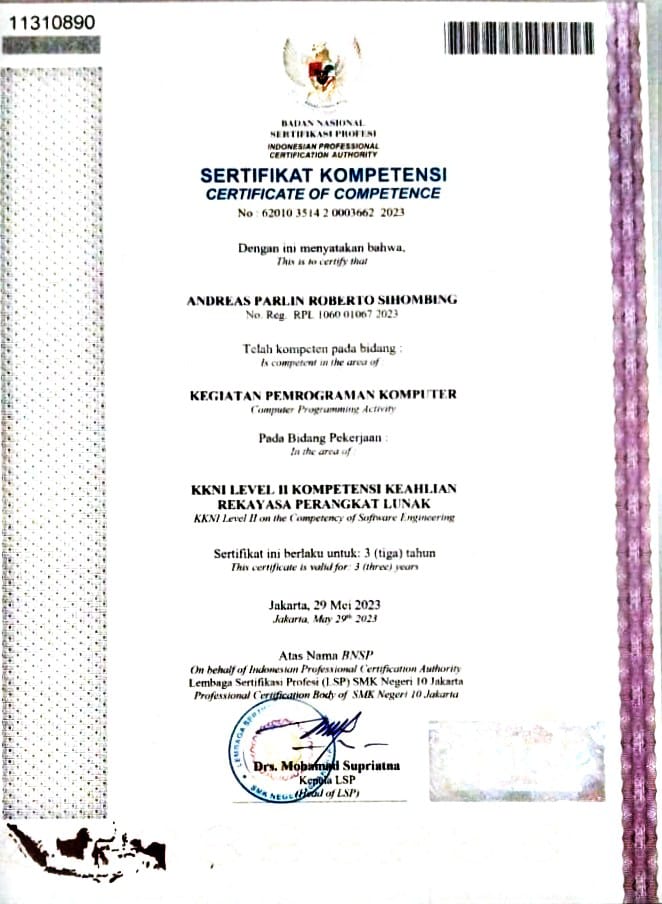 11310890
BADAN NASIONAL
SERTIFIKASI PROFESI
INDONESIAN PROFESSIONAL
CERTIFICATION AUTHORITY
SERTIFIKAT KOMPETENSI
CERTIFICATE OF COMPETENCE
No : 62010 3514 2 0003662 2023
Dengan ini menyatakan bahwa,
This is to certify that
ANDREAS PARLIN ROBERTO SIHOMBING
No. Reg. RPL 1060 01067 2023
Telah kompeten pada bidang :
Is competent in the area of
KEGIATAN PEMROGRAMAN KOMPUTER
Computer Programming Activity
Pada Bidang Pekerjaan :
In the area of :
KKNI LEVEL II KOMPETENSI KEAHLIAN
REKAYASA PERANGKAT LUNAK
KKNI Level II on the Competency of Software Engineering
Sertifikat ini berlaku untuk: 3 (tiga) tahun
This certificate is valid for: 3 (three) years
Jakarta, 29 Mei 2023
Jakarta, May 29th 2023
Atas Nama BNSP
On behalf of Indonesian Professional Certification Authority
Lembaga Sertifikasi Profesi (LSP) SMK Negeri 10 Jakarta
Professional Certification Body of SMK Negeri 10 Jakarta
Drs. Mohamad Supriatna
Kepala LSP
(Head of LSP)